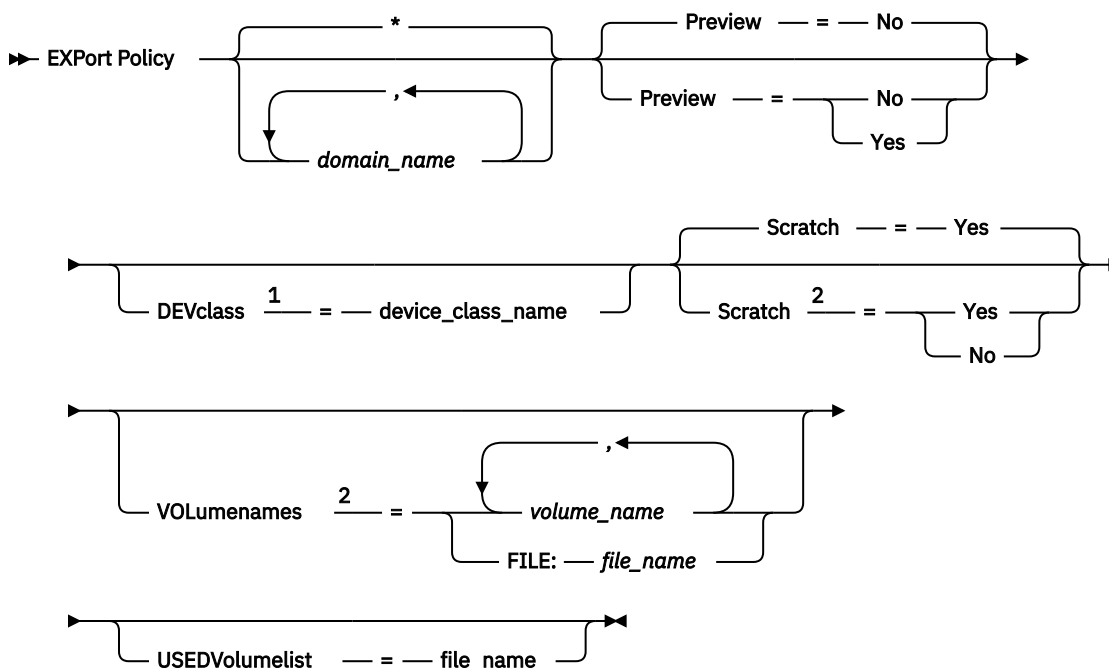 *
Preview = No
EXPort Policy
,
Preview = No
Yes
domain_name
Scratch = Yes
DEVclass 1 = device_class_name
Scratch 2 = Yes
No
,
VOLumenames 2 = volume_name
FILE: file_name
USEDVolumelist = file_name